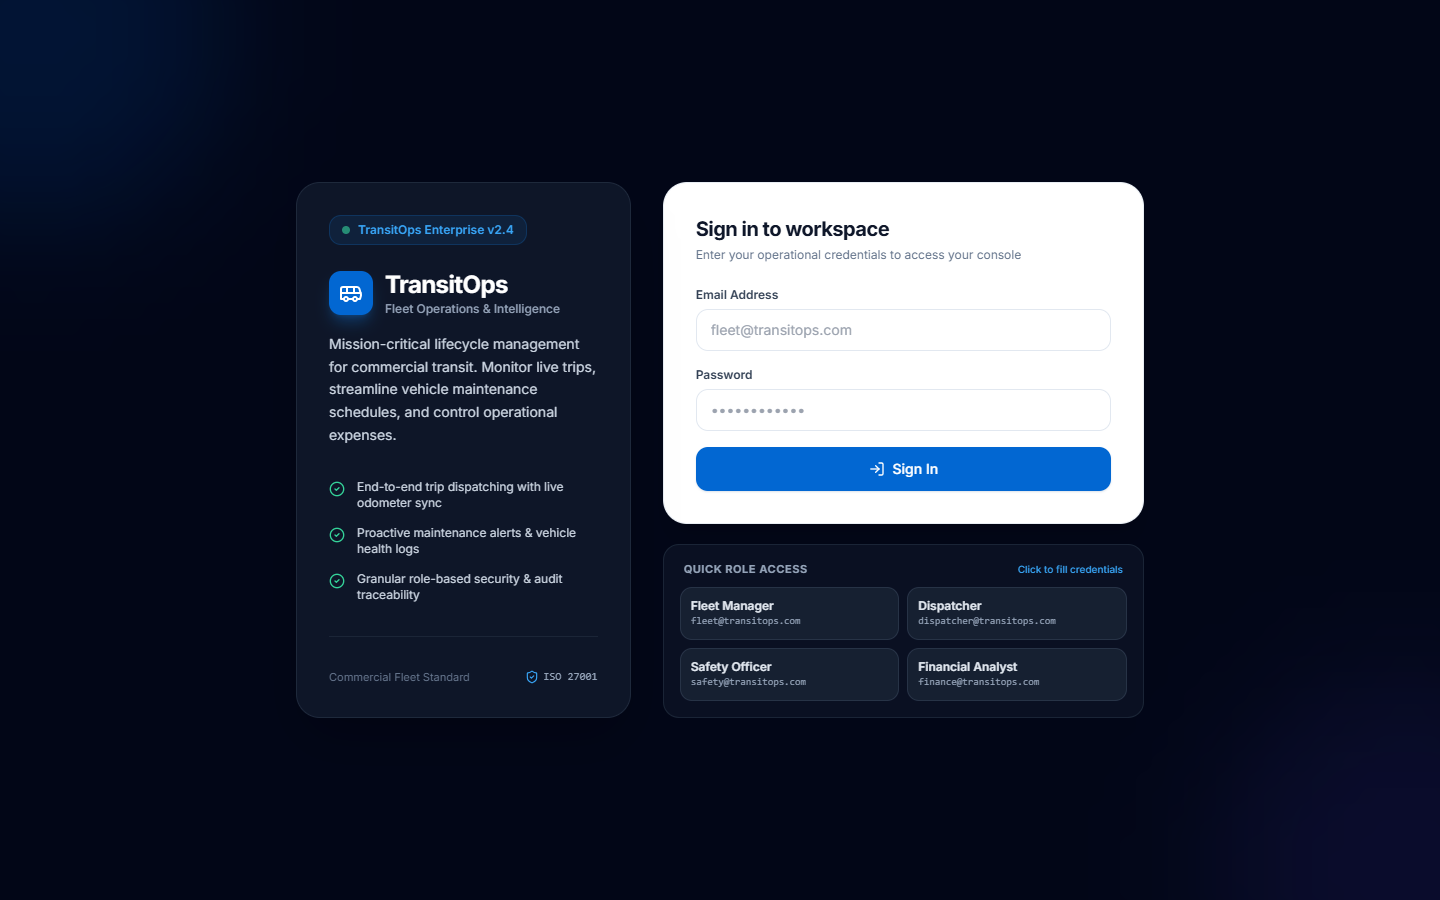 TransitOps Enterprise v2.4
TransitOps
Fleet Operations & Intelligence
Mission-critical lifecycle management
for commercial transit. Monitor live trips,
streamline vehicle maintenance
schedules, and control operational
expenses.
End-to-end trip dispatching with live
odometer sync
Proactive maintenance alerts & vehicle
health logs
Granular role-based security & audit
traceability
Commercial Fleet Standard
ISO 27001
Sign in to workspace
Enter your operational credentials to access your console
Email Address
fleet@transitops.com
Password
••••••••••••
Sign In
QUICK ROLE ACCESS
Click to fill credentials
Fleet Manager
fleet@transitops.com
Dispatcher
dispatcher@transitops.com
Safety Officer
safety@transitops.com
Financial Analyst
finance@transitops.com